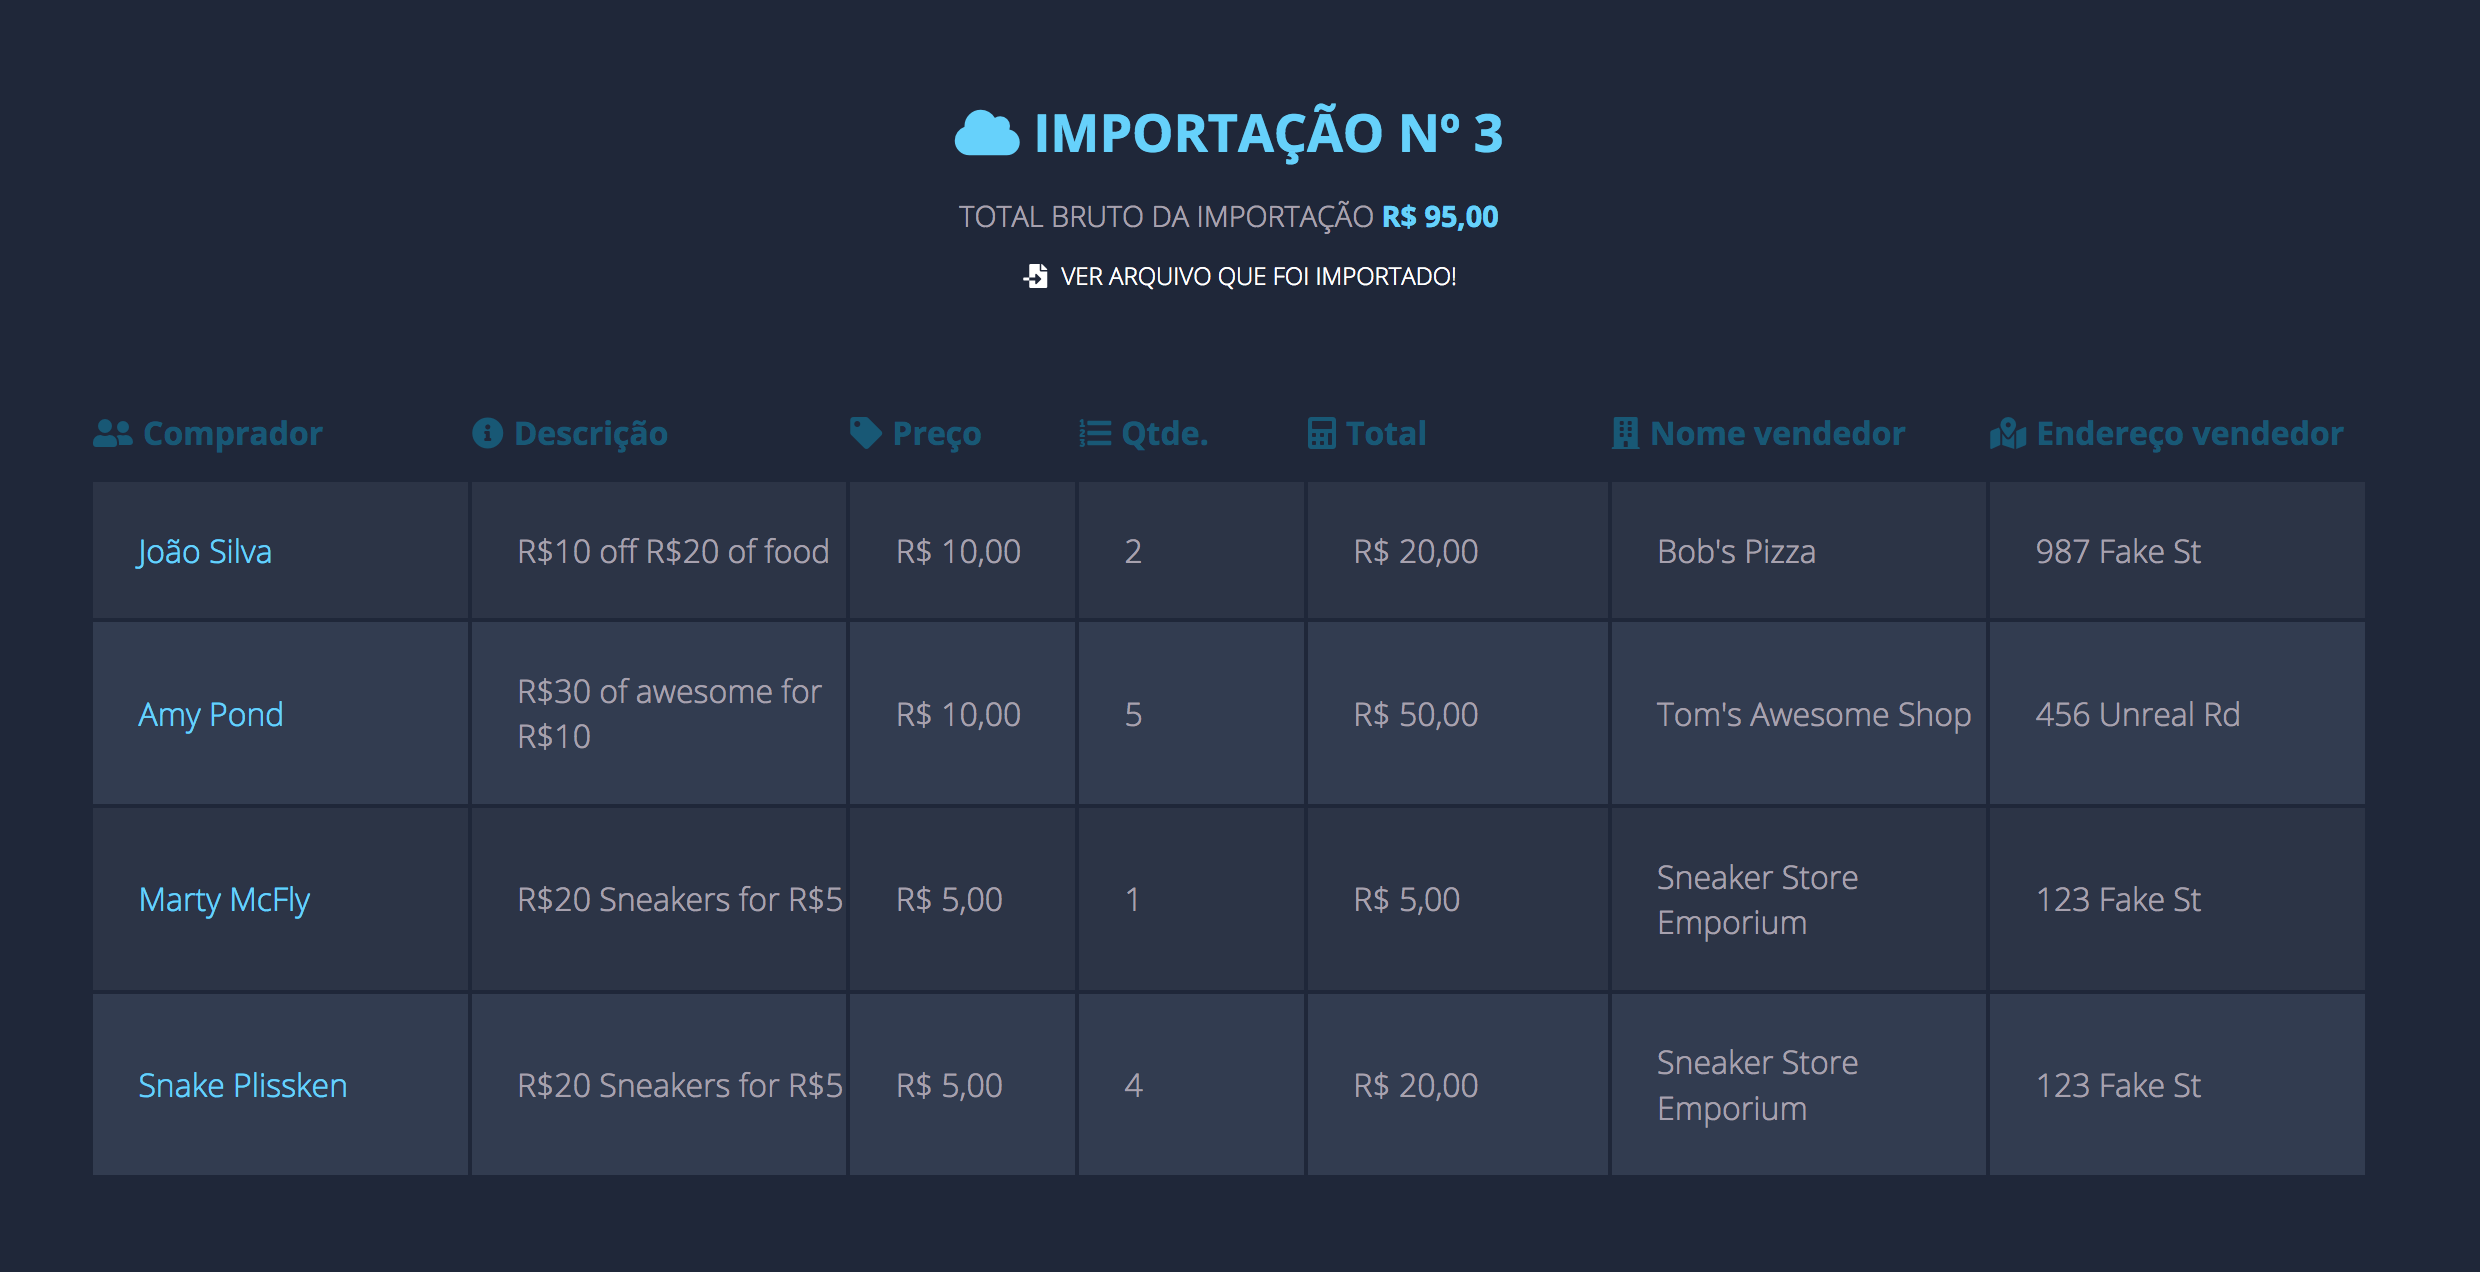 IMPORTAÇÃO Nº 3
TOTAL BRUTO DA IMPORTAÇÃO R$ 95,00
VER ARQUIVO QUE FOI IMPORTADO!
Comprador Descrição Preço Qtde. Total Nome vendedor Endereço vendedor
João Silva R$10 off R$20 of food R$ 10,00 2 R$ 20,00 Bob's Pizza 987 Fake St
Amy Pond R$30 of awesome for R$ 10,00 5 R$ 50,00 Tom's Awesome Shop 456 Unreal Rd
R$10
Marty McFly R$20 Sneakers for R$5 R$ 5,00 1 R$ 5,00 Sneaker Store 123 Fake St
Emporium
Snake Plissken R$20 Sneakers for R$5 R$ 5,00 4 R$ 20,00 Sneaker Store 123 Fake St
Emporium